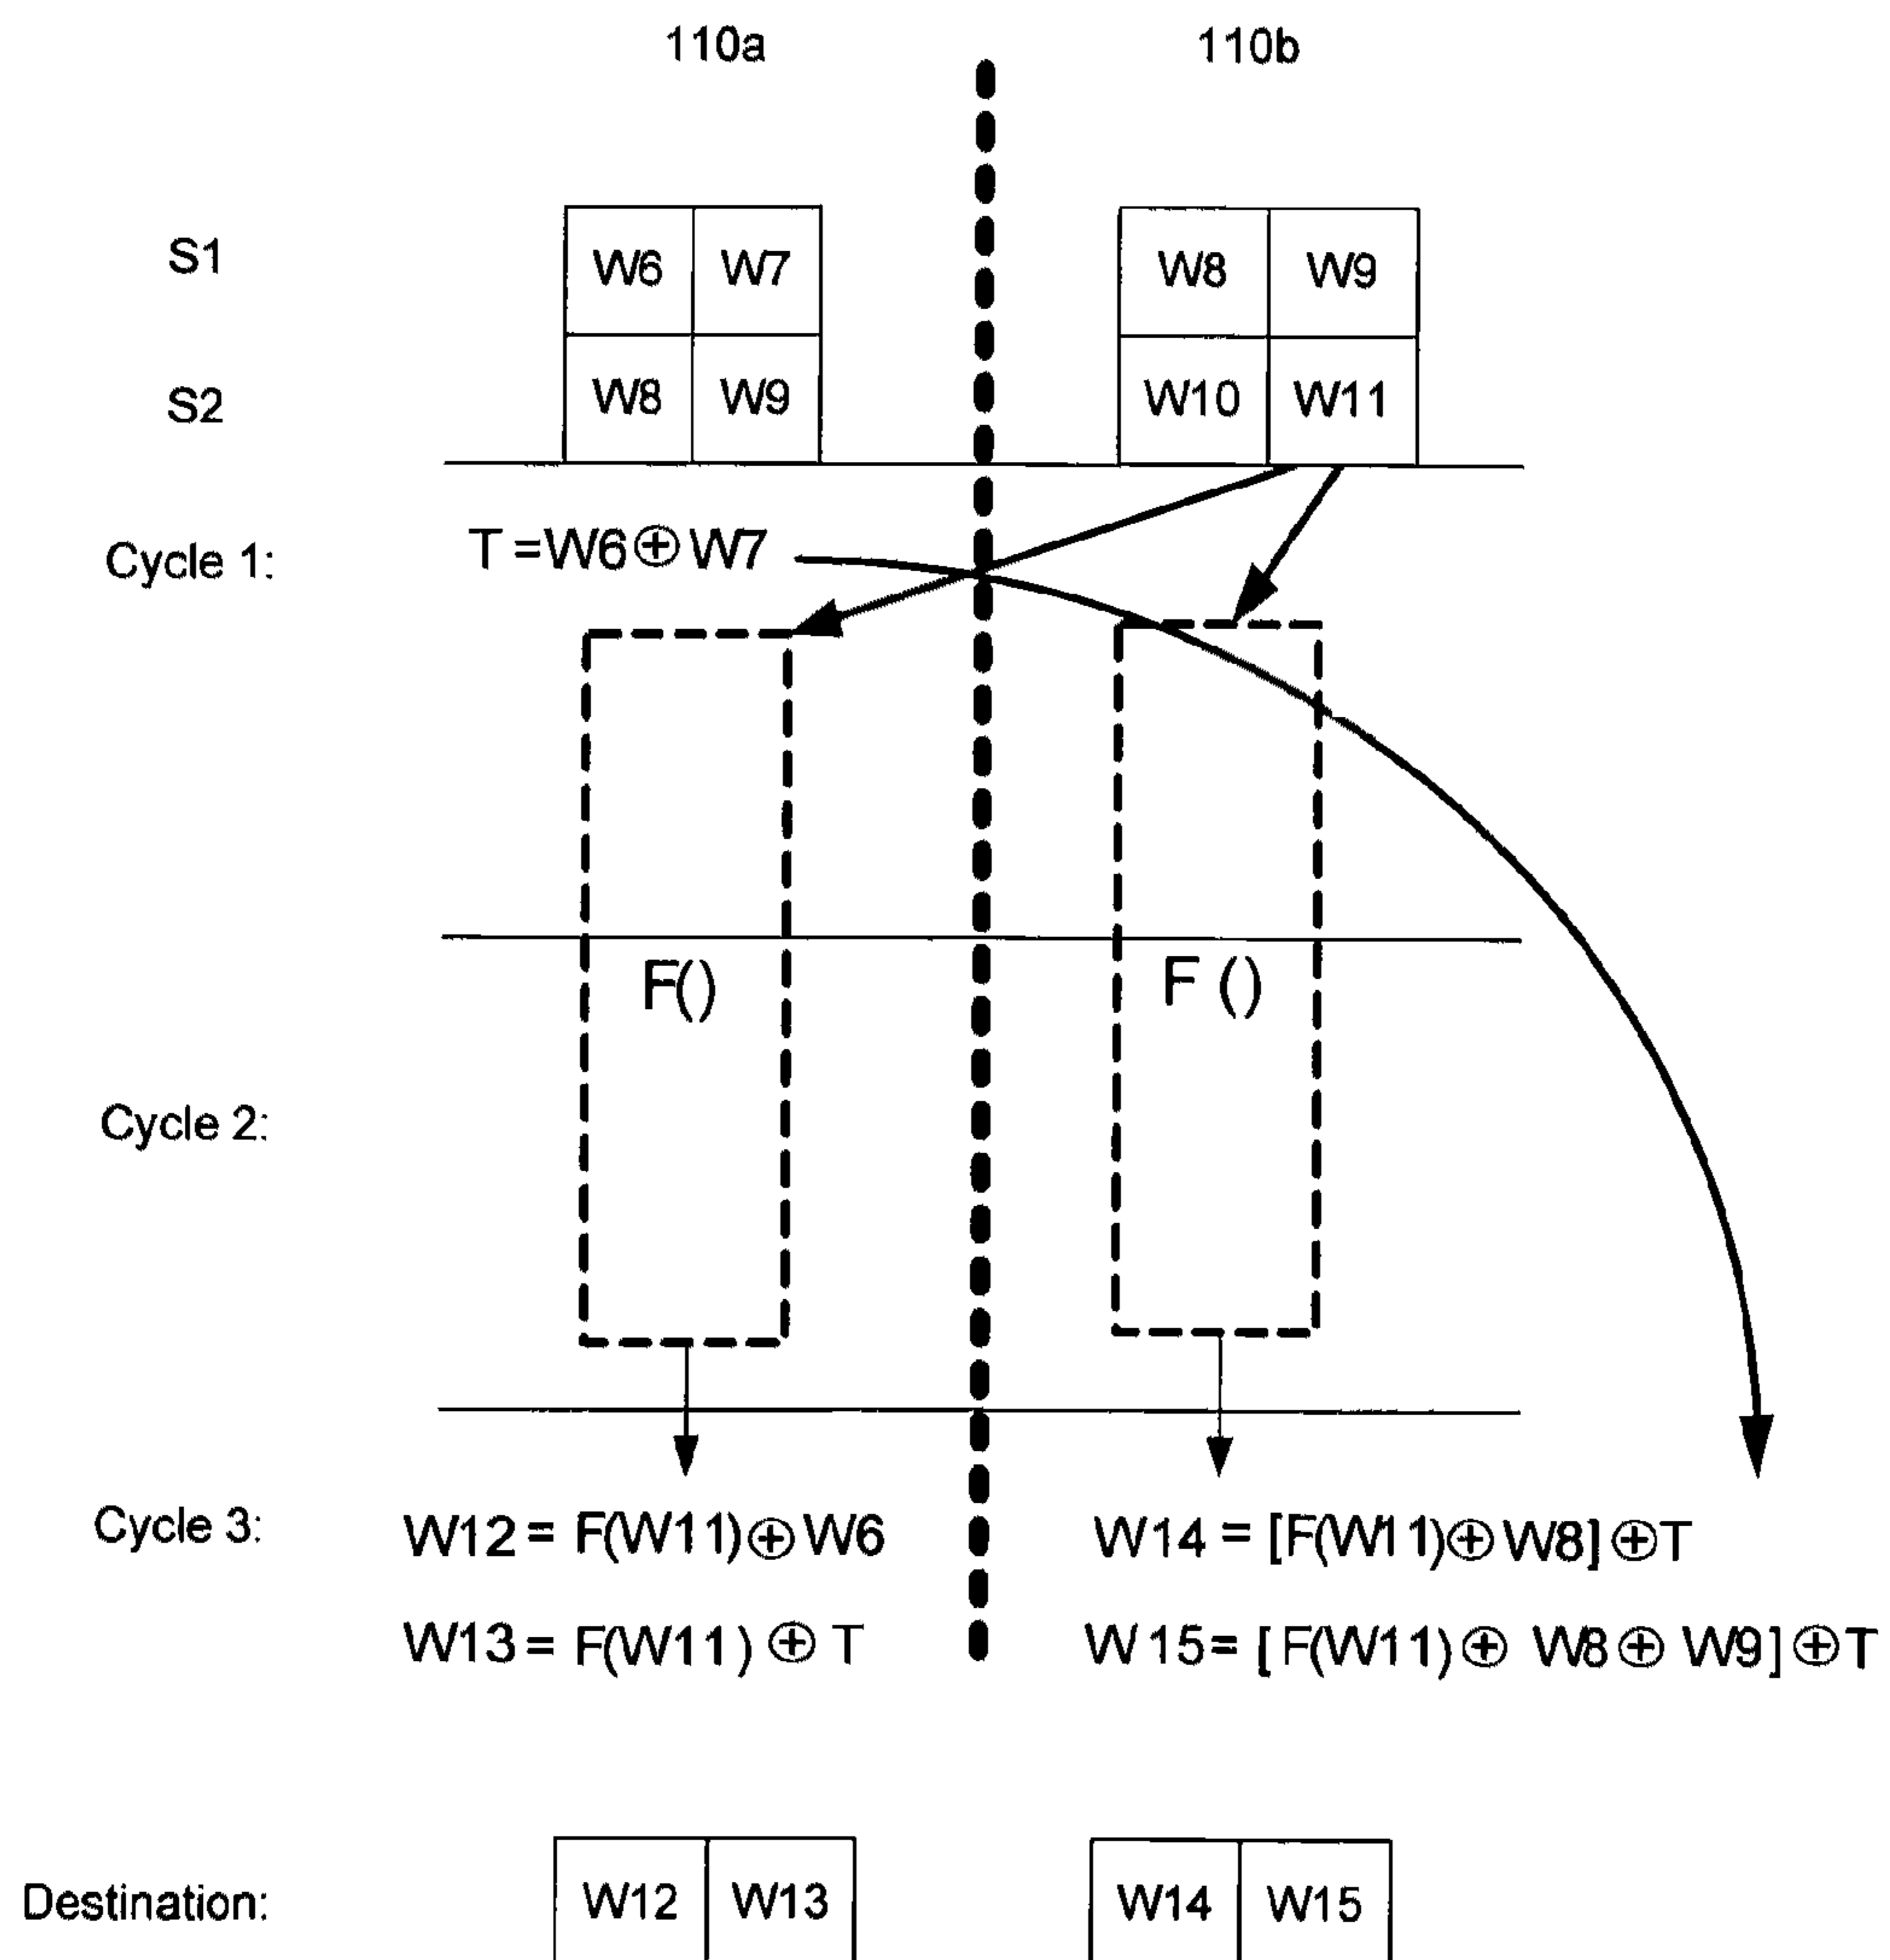 110a 110b
S1 W6 W7 W8 W9
S2 W8 W9 W10 W11
Cycle 1: T=W6⊕W7
F() F ()
Cycle 2:
Cycle 3: W12= F(W11)⊕W6 W14 = [F(W11)⊕W8]⊕T
W13= F(W11) ⊕ T W15= [F(W11)⊕ W8⊕ W9]⊕T
Destination: W12 W13 W14 W15